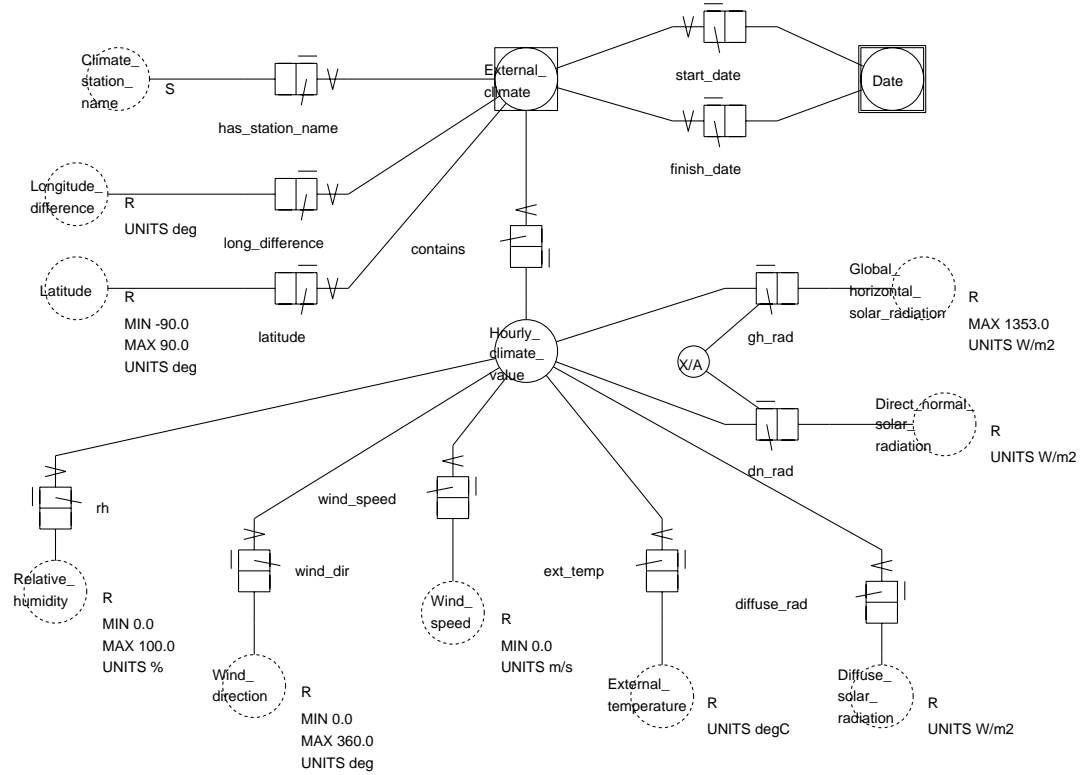 Climate_
station_
name
S
has_station_name
External_
climate
start_date
finish_date
Date
Longitude_
difference
R
UNITS deg
long_difference
Latitude
R
MIN -90.0
MAX 90.0
UNITS deg
latitude
contains
Hourly_
climate_
value
Global_
horizontal_
solar_radiation
R
MAX 1353.0
UNITS W/m2
gh_rad
X/A
Direct_normal_
solar_
radiation
R
UNITS W/m2
dn_rad
rh
Relative_
humidity
R
MIN 0.0
MAX 100.0
UNITS %
wind_dir
Wind_
direction
R
MIN 0.0
MAX 360.0
UNITS deg
wind_speed
Wind_
speed
R
MIN 0.0
UNITS m/s
ext_temp
External_
temperature
R
UNITS degC
diffuse_rad
Diffuse_
solar_
radiation
R
UNITS W/m2